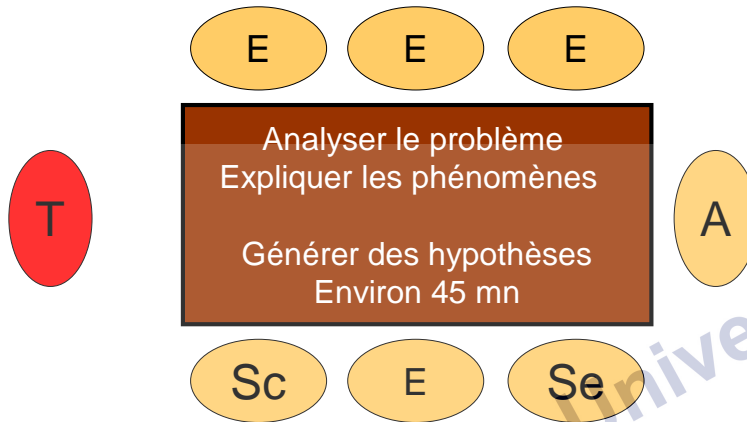 E E E
Analyser le problème
Expliquer les phénomènes
T
A
Générer des hypothèses
Environ 45 mn
Sc E Se